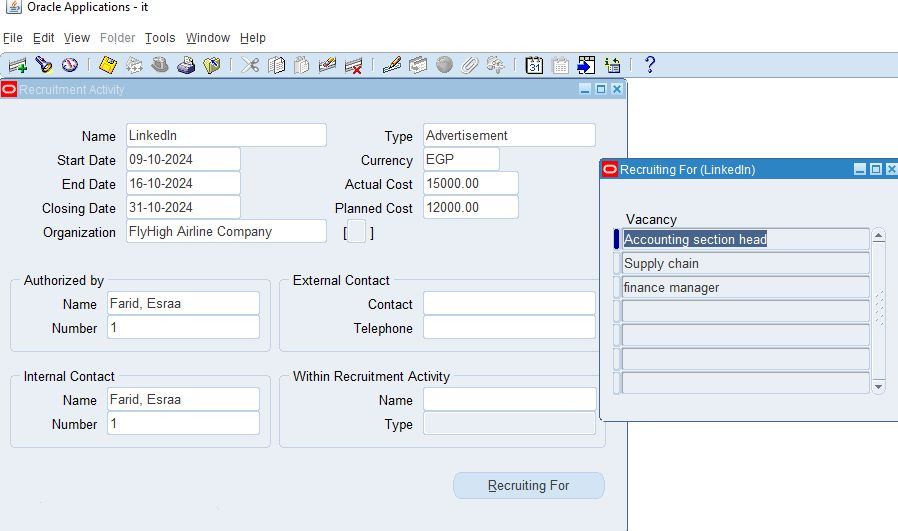 Oracle Applications - it
File Edit View Folder Tools Window Help
31
?
Recruitment Activity
Name LinkedIn Type Advertisement
Start Date 09-10-2024 Currency EGP
End Date 16-10-2024 Actual Cost 15000.00
Closing Date 31-10-2024 Planned Cost 12000.00
Organization FlyHigh Airline Company [ ]
Authorized by
Name Farid, Esraa
Number 1
External Contact
Contact
Telephone
Internal Contact
Name Farid, Esraa
Number 1
Within Recruitment Activity
Name
Type
Recruiting For
Recruiting For (LinkedIn)
Vacancy
Accounting section head
Supply chain
finance manager